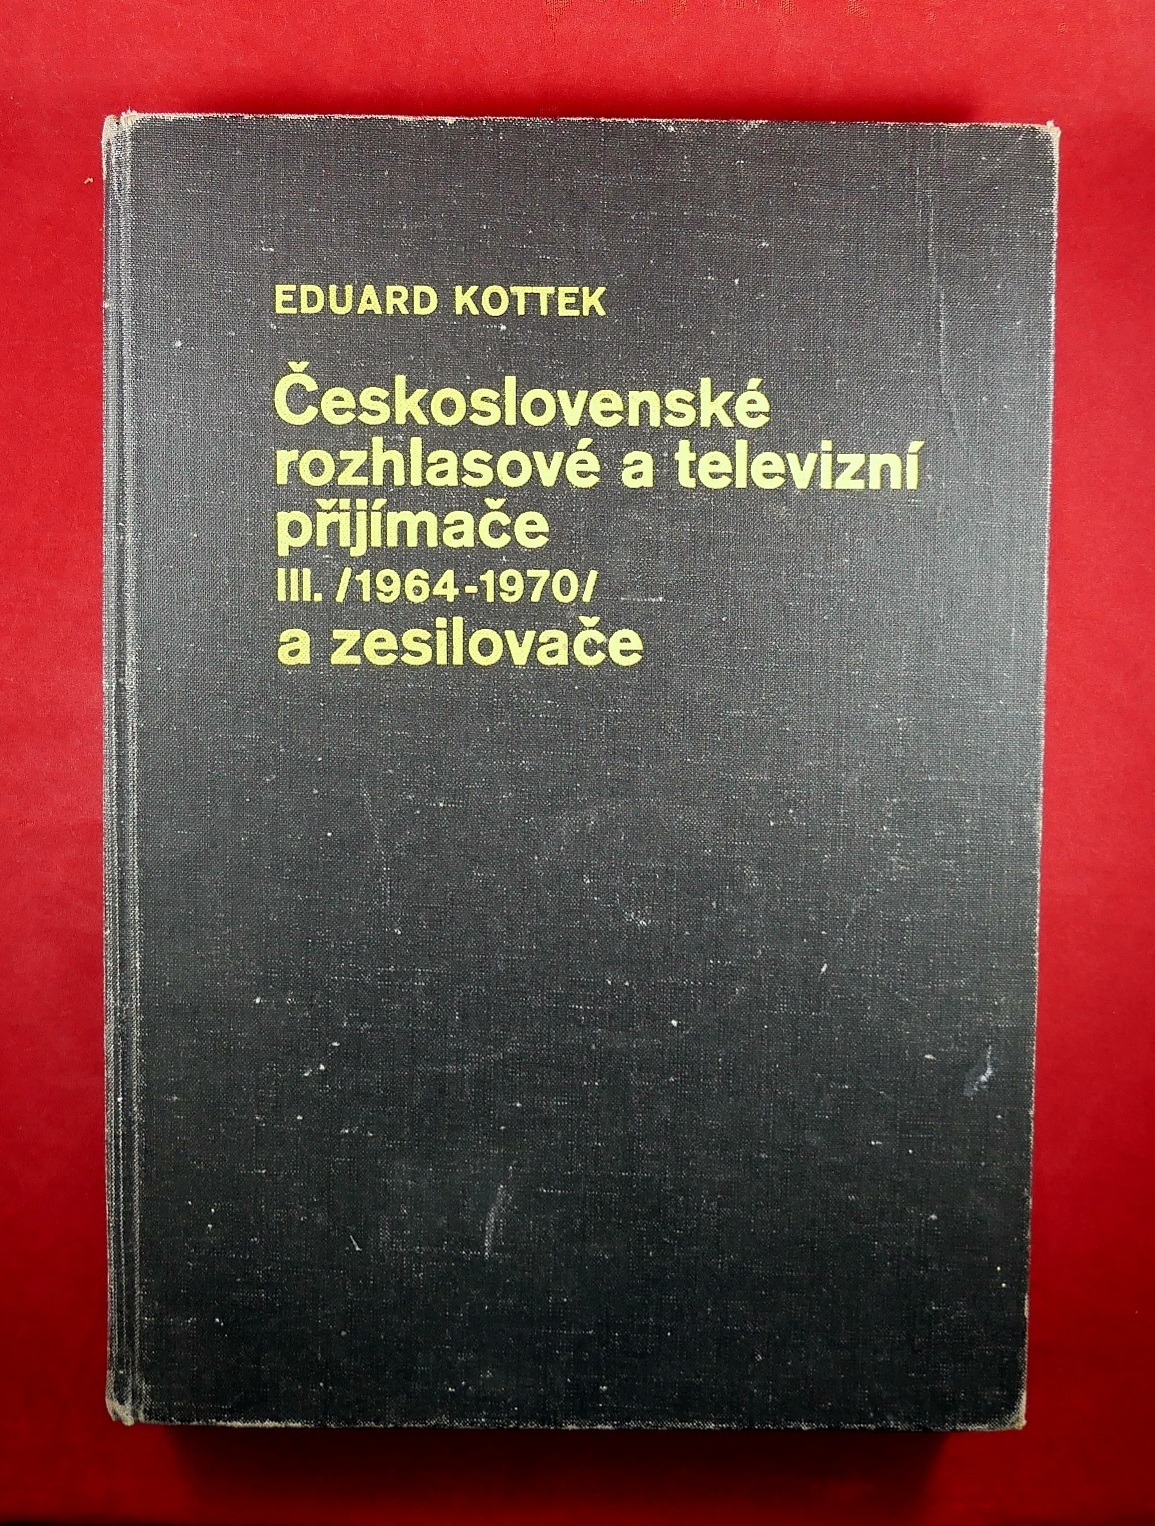 EDUARD KOTTEK
Československé
rozhlasové a televizní
přijímače
III. /1964-1970/
a zesilovače